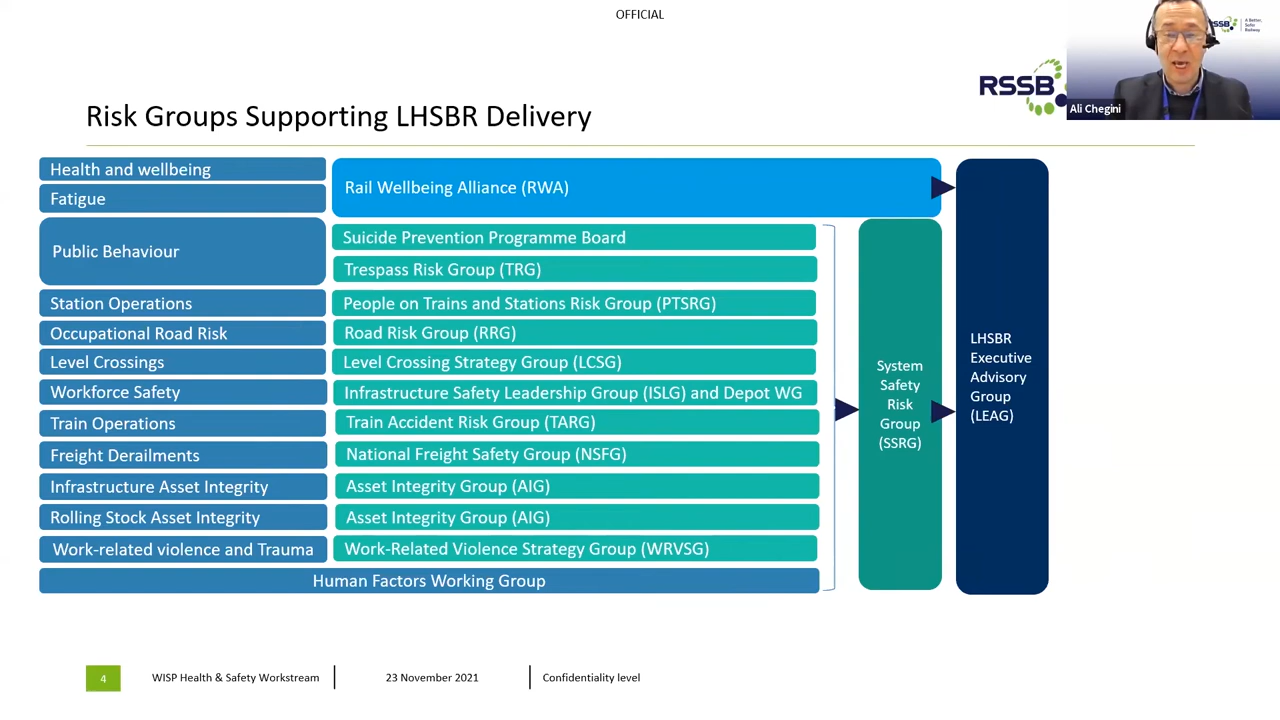 OFFICIAL
RSSB
A Better,
Safer
Railway
RSSB
Ali Chegini
Risk Groups Supporting LHSBR Delivery
Health and wellbeing
Fatigue
Rail Wellbeing Alliance (RWA)
Public Behaviour
Suicide Prevention Programme Board
Trespass Risk Group (TRG)
Station Operations
People on Trains and Stations Risk Group (PTSRG)
Occupational Road Risk
Road Risk Group (RRG)
Level Crossings
Level Crossing Strategy Group (LCSG)
Workforce Safety
Infrastructure Safety Leadership Group (ISLG) and Depot WG
Train Operations
Train Accident Risk Group (TARG)
Freight Derailments
National Freight Safety Group (NSFG)
Infrastructure Asset Integrity
Asset Integrity Group (AIG)
Rolling Stock Asset Integrity
Asset Integrity Group (AIG)
Work-related violence and Trauma
Work-Related Violence Strategy Group (WRVSG)
Human Factors Working Group
System
Safety
Risk
Group
(SSRG)
LHSBR
Executive
Advisory
Group
(LEAG)
4
WISP Health & Safety Workstream
23 November 2021
Confidentiality level